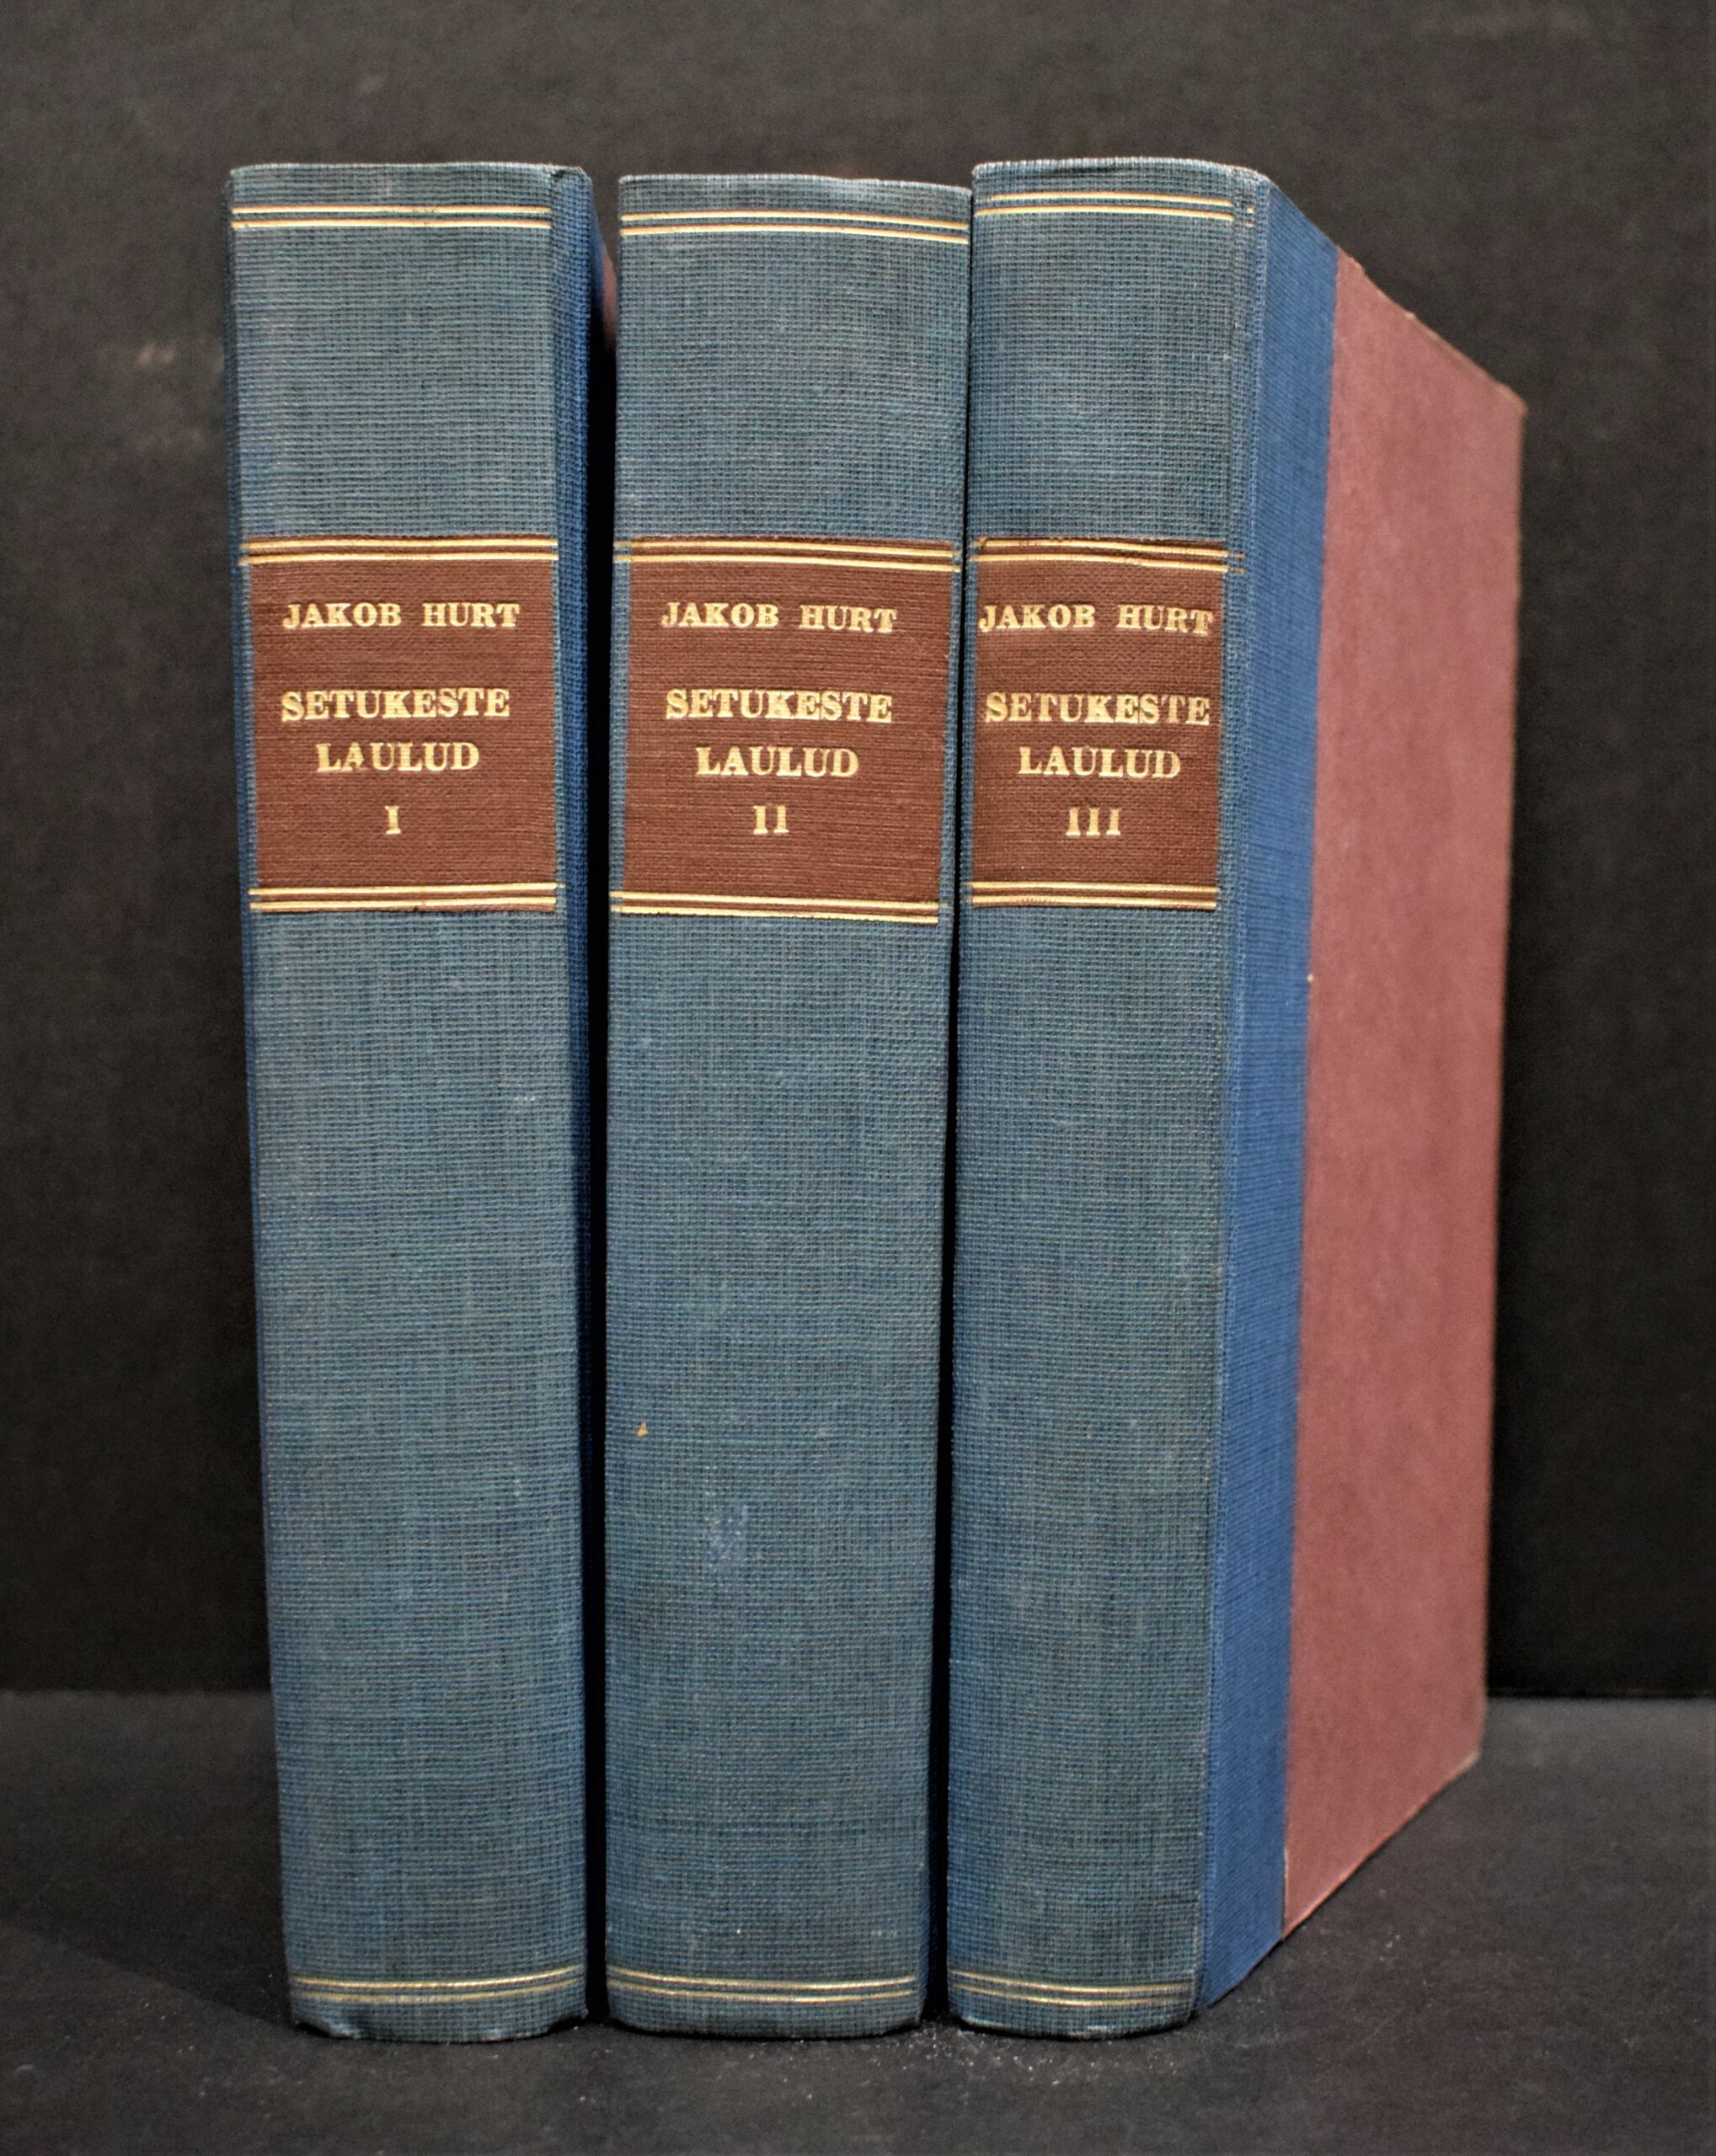 JAKOB HURT
SETUKESTE
LAULUD
I
JAKOB HURT
SETUKESTE
LAULUD
II
JAKOB HURT
SETUKESTE
LAULUD
III